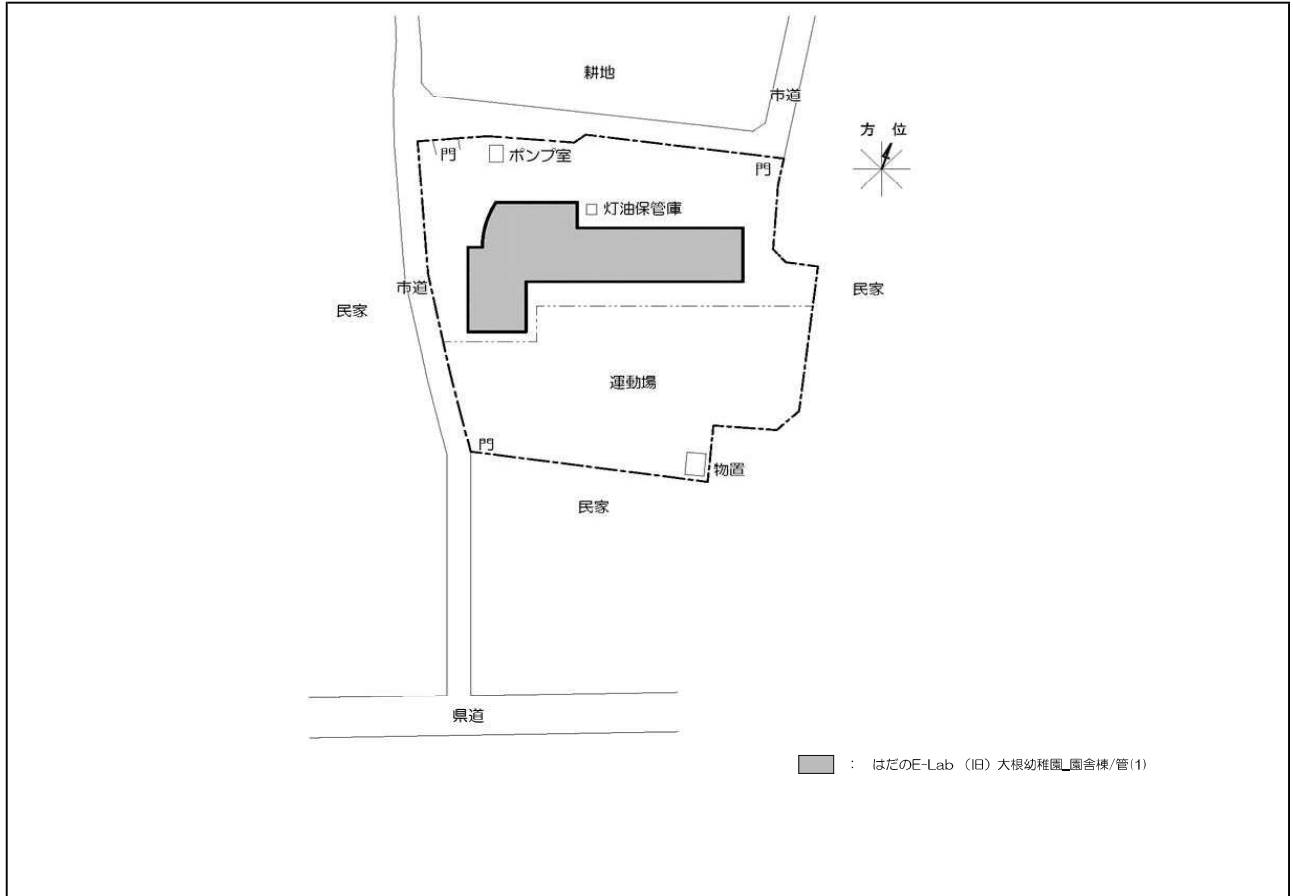 耕地
市道
方 位
門
ポンプ室
門
灯油保管庫
市道
民家
民家
運動場
門
物置
民家
県道
： はだのE-Lab （旧）大根幼稚園_園舎棟/管(1)